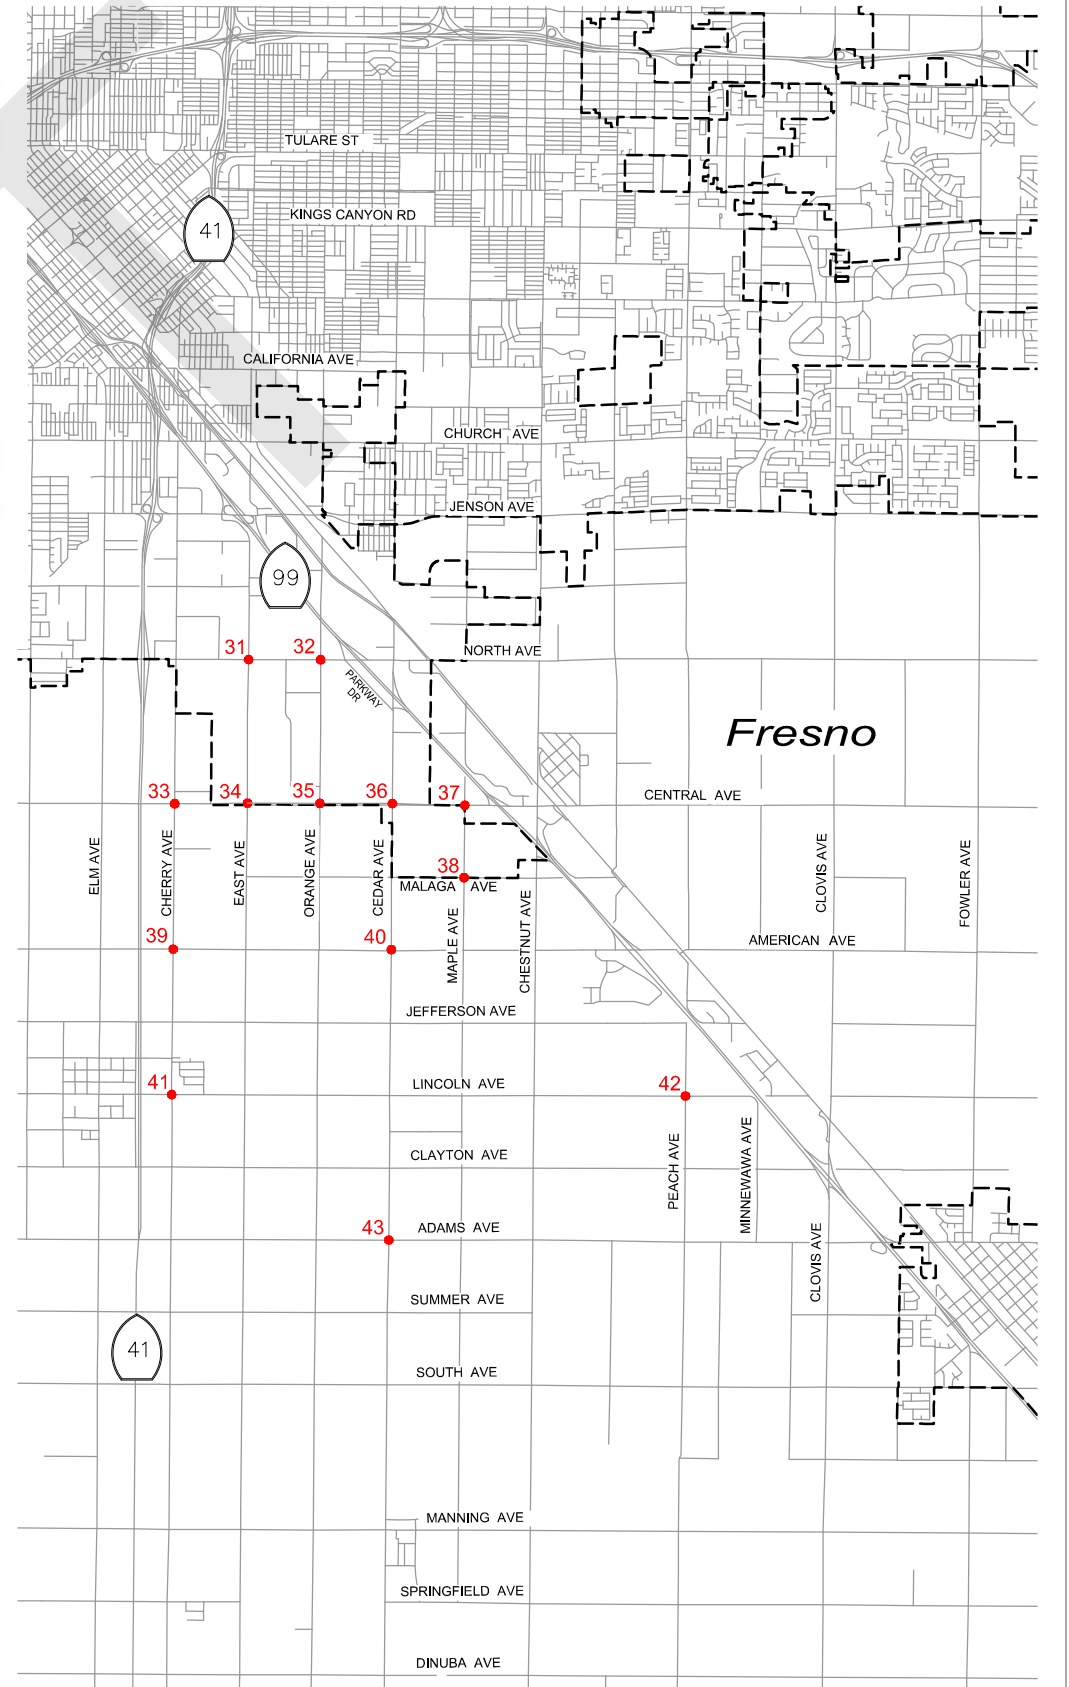 TULARE ST
KINGS CANYON RD
41
CALIFORNIA AVE
CHURCH AVE
JENSON AVE
99
31
32
NORTH AVE
PARKWAY
DR
Fresno
33
34
35
36
37
CENTRAL AVE
ELM AVE
CHERRY AVE
EAST AVE
ORANGE AVE
CEDAR AVE
38
MALAGA AVE
MAPLE AVE
CHESTNUT AVE
CLOVIS AVE
FOWLER AVE
39
40
AMERICAN AVE
JEFFERSON AVE
41
LINCOLN AVE
42
PEACH AVE
MINNEWAWA AVE
CLAYTON AVE
43
ADAMS AVE
CLOVIS AVE
SUMMER AVE
41
SOUTH AVE
MANNING AVE
SPRINGFIELD AVE
DINUBA AVE